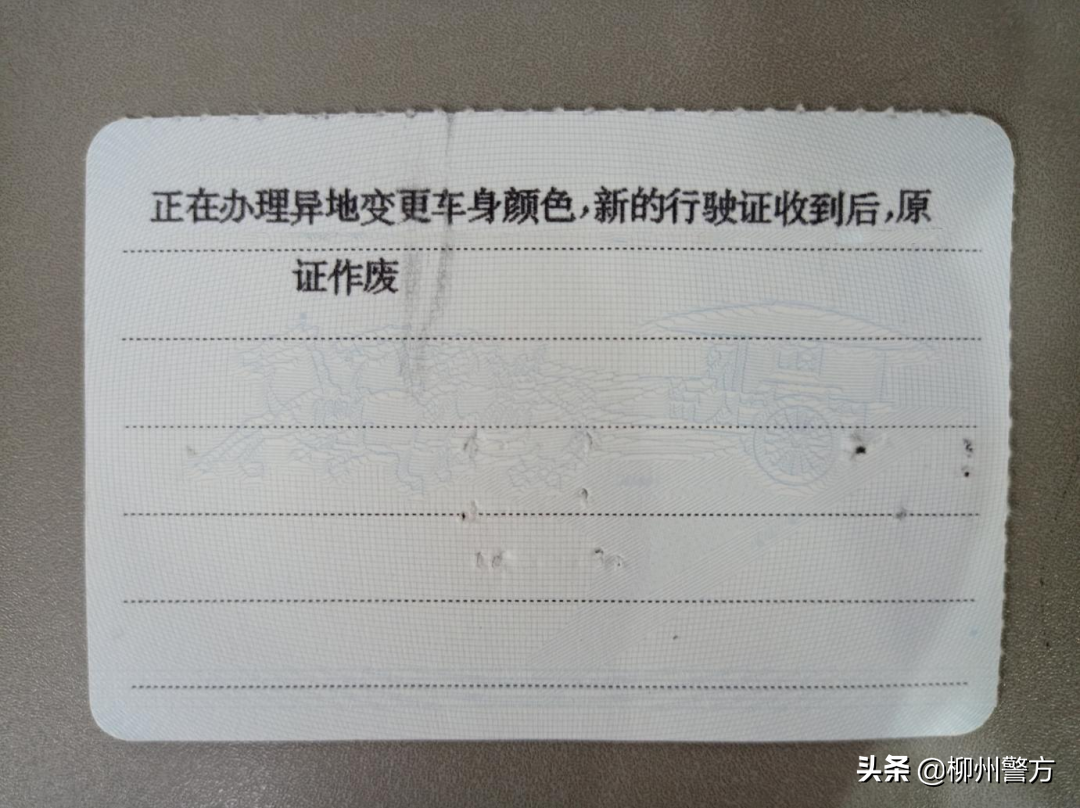 正在办理异地变更车身颜色,新的行驶证收到后,原
证作废
头条 @柳州警方